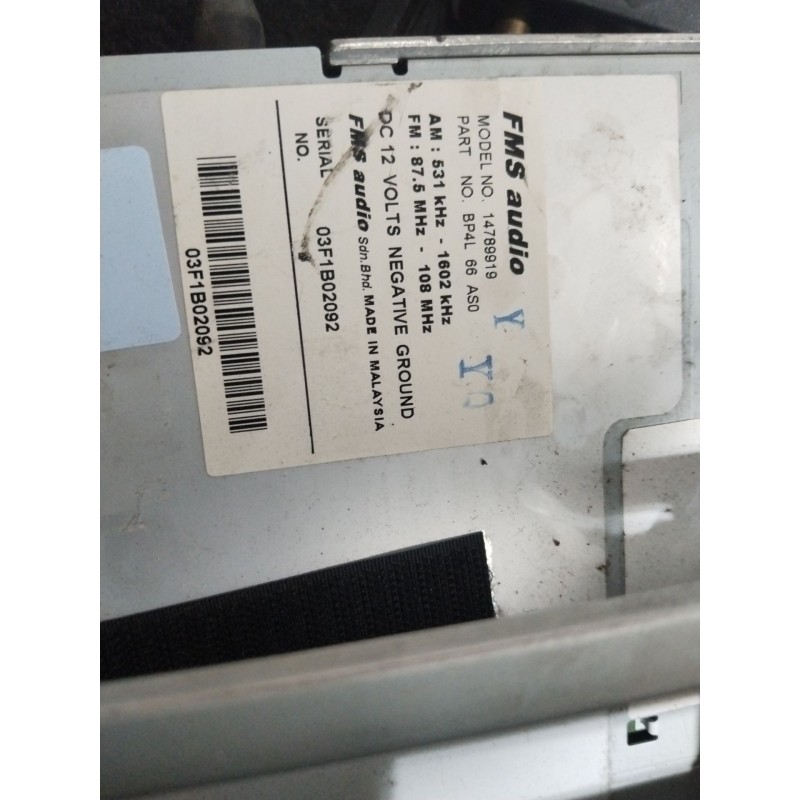 FMS audio
MODEL NO. 14789919 Y
PART NO. BP4L 66 AS0 Y
AM : 531 kHz - 1602 kHz
FM : 87.5 MHz - 108 MHz
DC 12 VOLTS NEGATIVE GROUND
FMS audio Sdn.Bhd. MADE IN MALAYSIA
SERIAL NO. 03F1B02092
03F1B02092